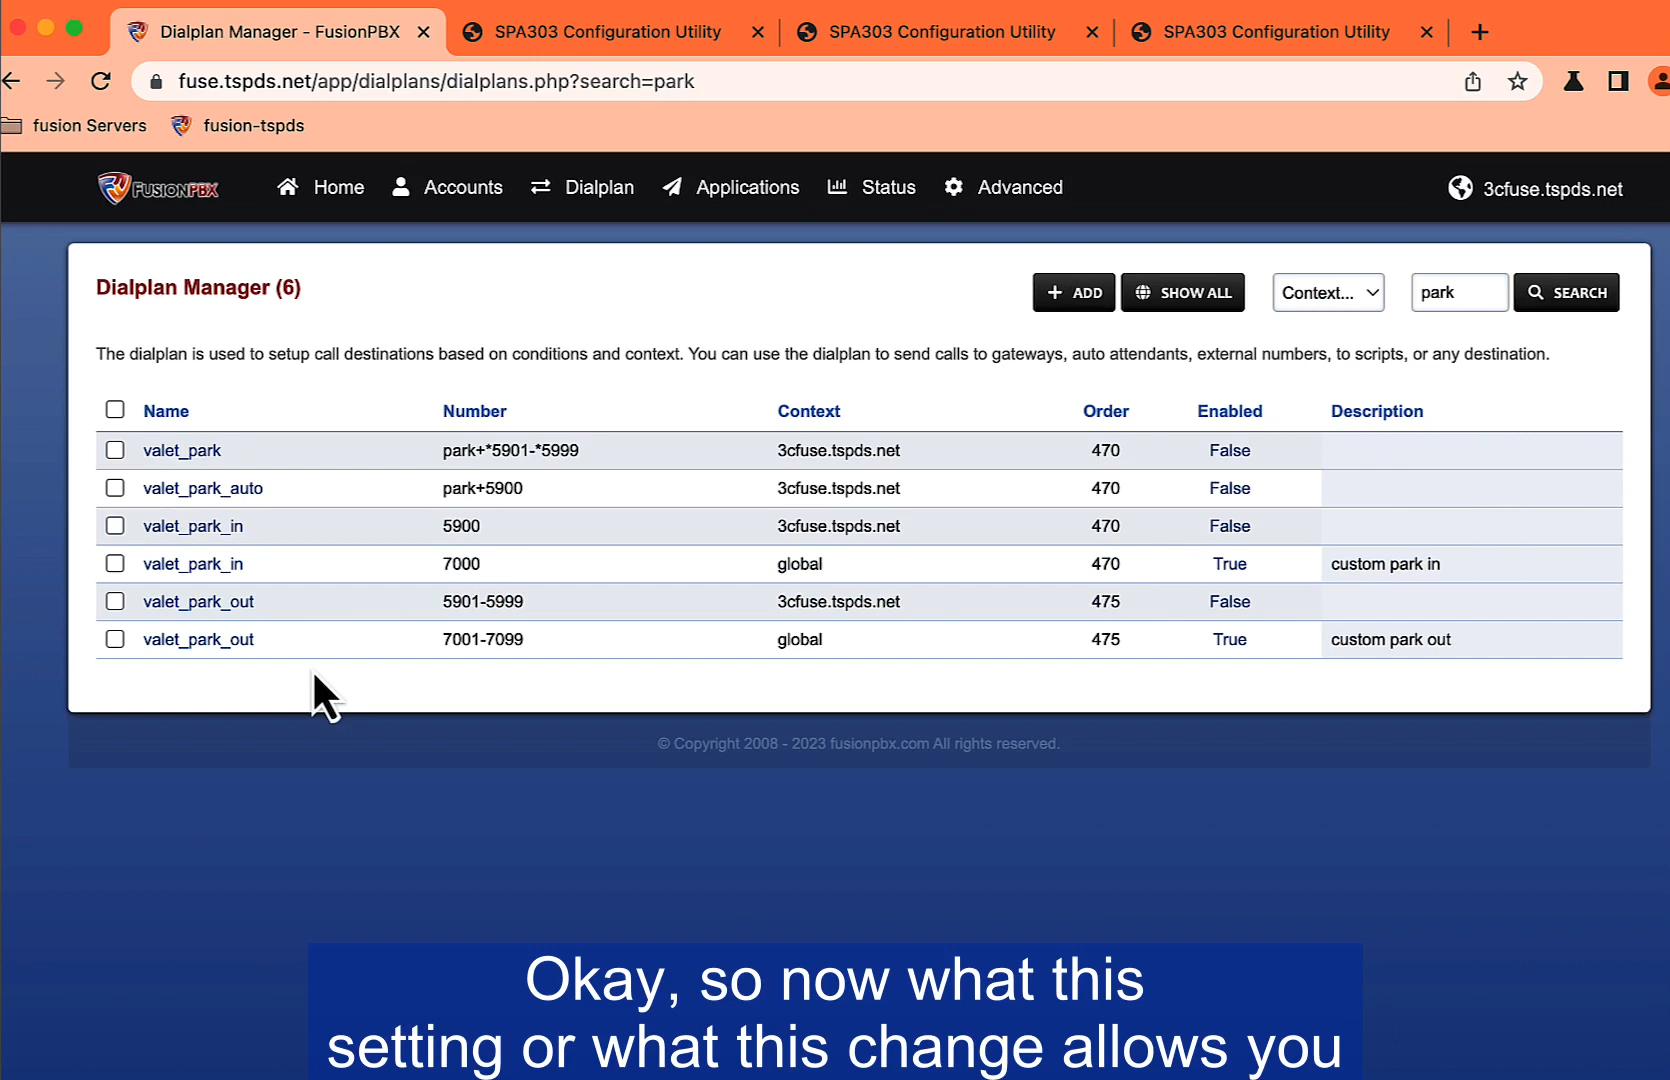 Dialplan Manager - FusionPBX
SPA303 Configuration Utility
SPA303 Configuration Utility
SPA303 Configuration Utility
fuse.tspds.net/app/dialplans/dialplans.php?search=park
fusion Servers fusion-tspds
FUSIONPBX Home Accounts Dialplan Applications Status Advanced 3cfuse.tspds.net
Dialplan Manager (6) + ADD SHOW ALL Context... park SEARCH
The dialplan is used to setup call destinations based on conditions and context. You can use the dialplan to send calls to gateways, auto attendants, external numbers, to scripts, or any destination.
Name Number Context Order Enabled Description
valet_park park+*5901-*5999 3cfuse.tspds.net 470 False
valet_park_auto park+5900 3cfuse.tspds.net 470 False
valet_park_in 5900 3cfuse.tspds.net 470 False
valet_park_in 7000 global 470 True custom park in
valet_park_out 5901-5999 3cfuse.tspds.net 475 False
valet_park_out 7001-7099 global 475 True custom park out
© Copyright 2008 - 2023 fusionpbx.com All rights reserved.
Okay, so now what this
setting or what this change allows you